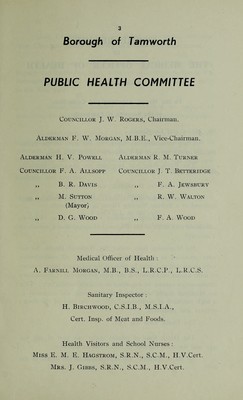 3
Borough of Tamworth
PUBLIC HEALTH COMMITTEE
Councillor J. W. Rogers, Chairman.
Alderman F. W. Morgan, M.B.E., Vice-Chairman.
Alderman H. V. Powell Alderman R. M. Turner
Councillor F. A. Allsopp Councillor J. T. Betteridge
,, B. R. Davis ,, F. A. Jewsbury
,, M. Sutton ,, R. W. Walton
(Mayor)
,, D. G. Wood ,, F. A. Wood
Medical Officer of Health :
A. Farnill Morgan, M.B., B.S., L.R.C.P., L.R.C.S.
Sanitary Inspector :
H. Birchwood, C.S.I.B., M.S.I.A.,
Cert. Insp. of Meat and Foods.
Health Visitors and School Nurses :
Miss E. M. E. Hagstrom, S.R.N., S.C.M., H.V.Cert.
Mrs. J. Gibbs, S.R.N., S.C.M., H.V.Cert.